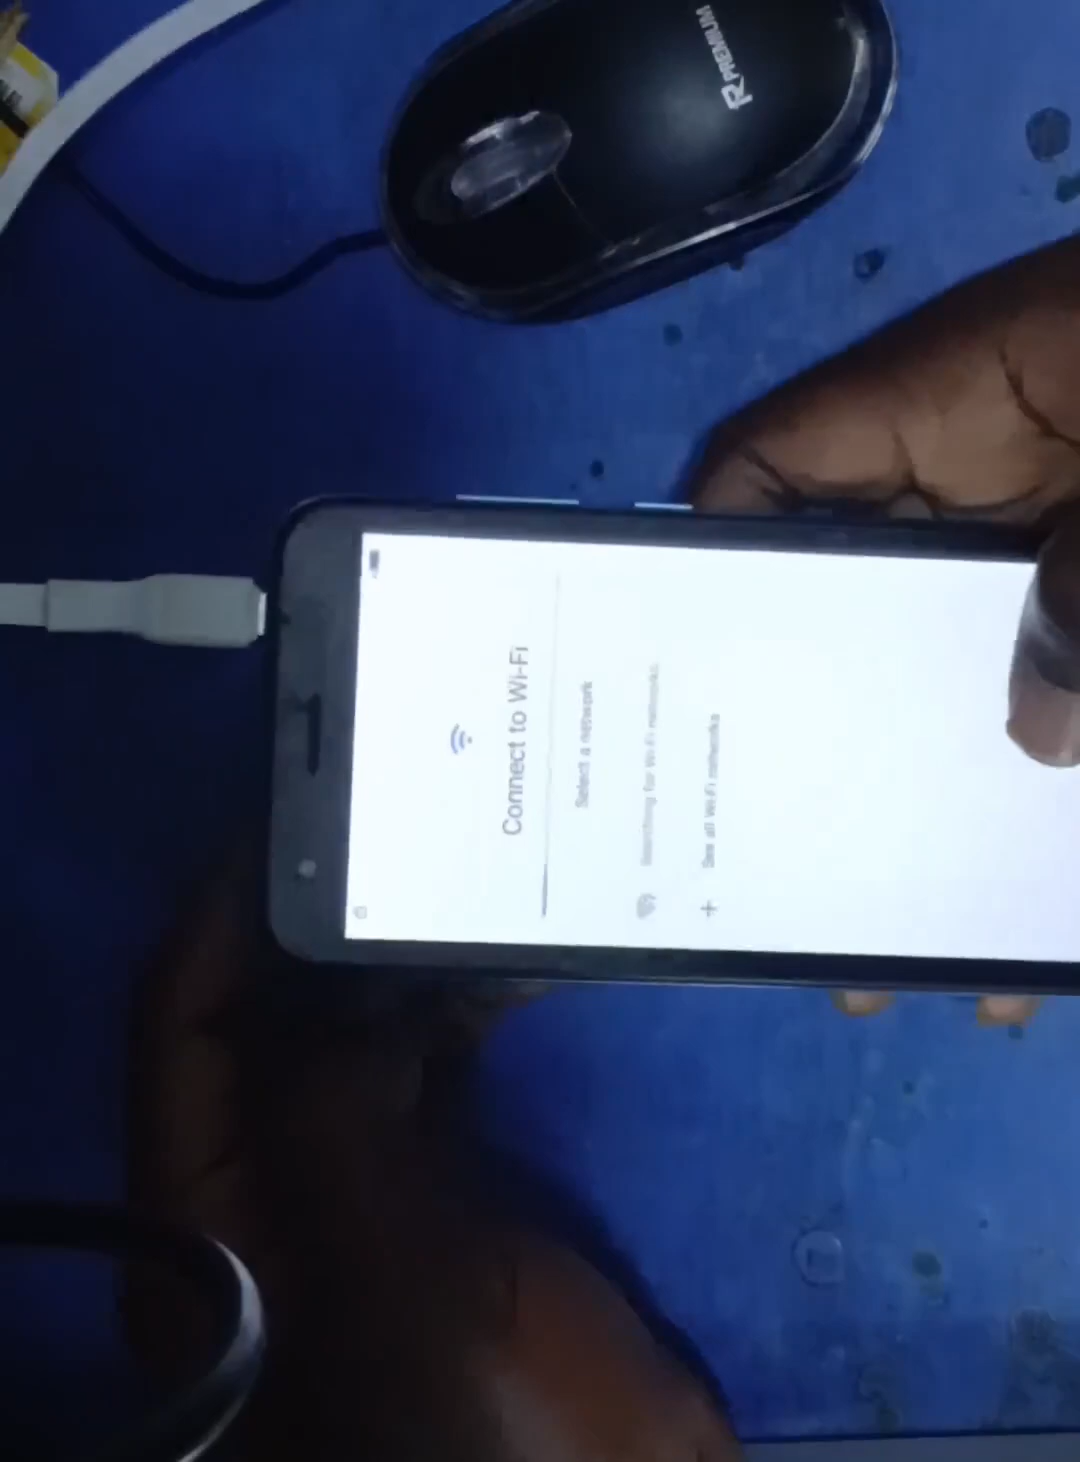 R PREMIUM
Connect to Wi-Fi
Select a network
Searching for Wi-Fi networks
See all Wi-Fi networks